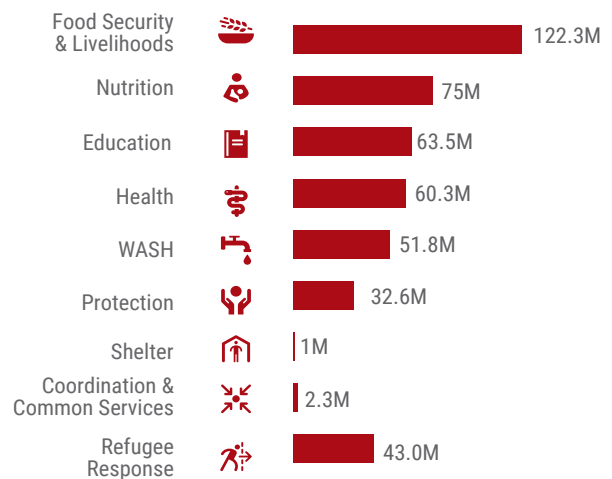 Food Security
& Livelihoods
122.3M
Nutrition
75M
Education
63.5M
Health
60.3M
WASH
51.8M
Protection
32.6M
Shelter
1M
Coordination &
Common Services
2.3M
Refugee
Response
43.0M